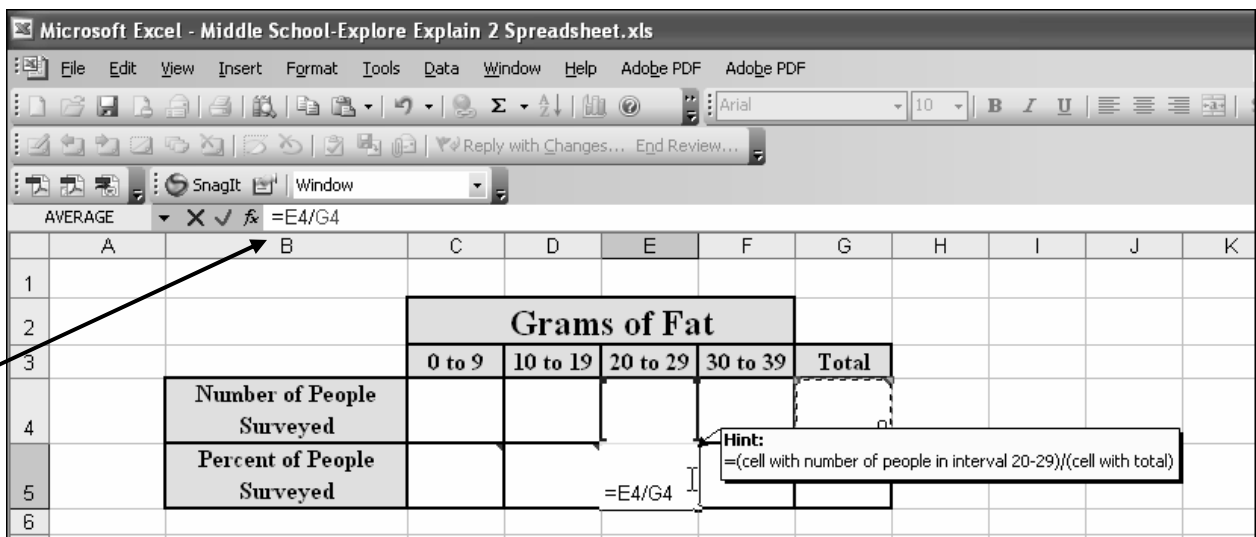 Microsoft Excel - Middle School-Explore Explain 2 Spreadsheet.xls
File Edit View Insert Format Tools Data Window Help Adobe PDF Adobe PDF
Σ Arial 10 B I U
Reply with Changes... End Review...
SnagIt Window
AVERAGE fx =E4/G4
A B C D E F G H I J K
1
2 Grams of Fat
3 0 to 9 10 to 19 20 to 29 30 to 39 Total
Number of People
4 Surveyed 0
Hint:
=(cell with number of people in interval 20-29)/(cell with total)
Percent of People
5 Surveyed =E4/G4
6